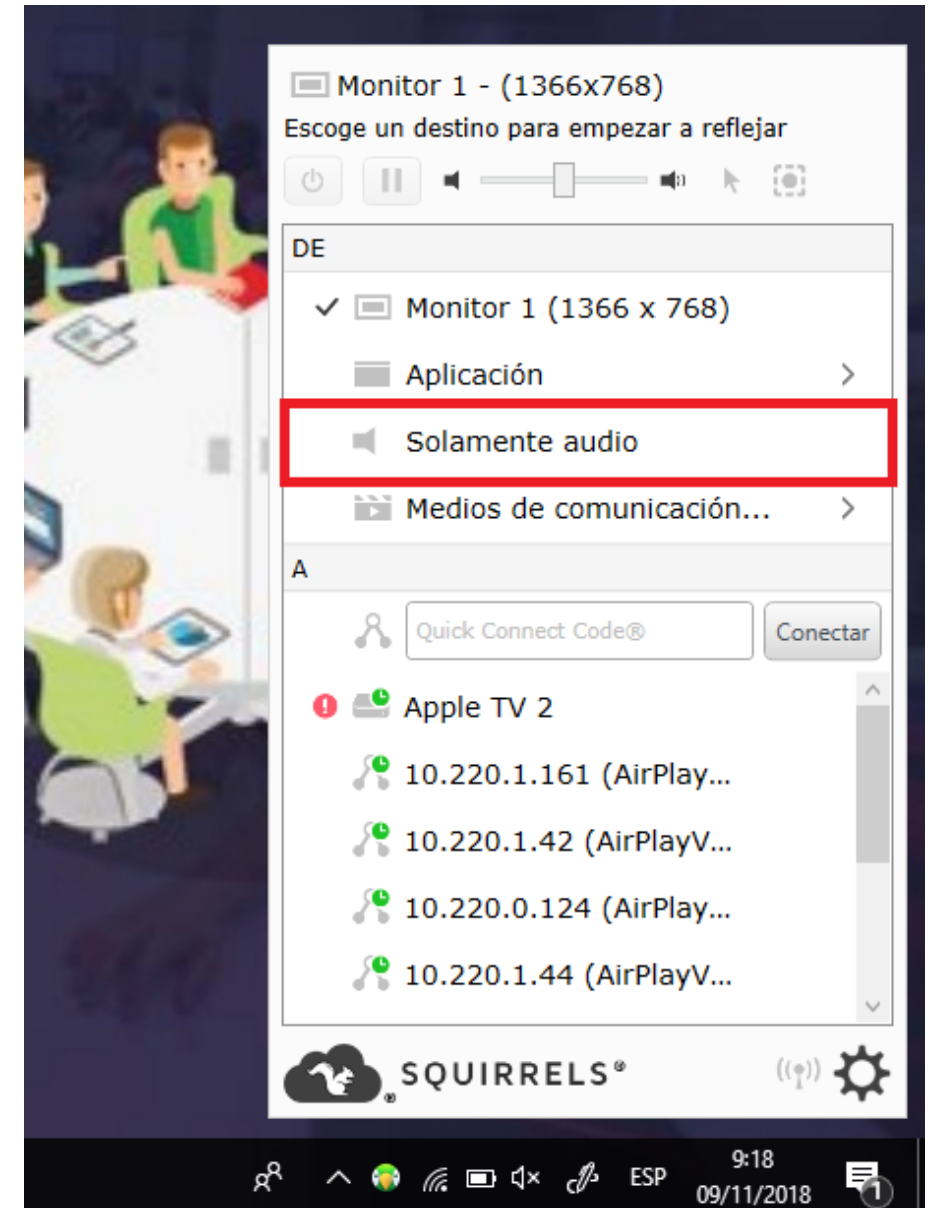 Monitor 1 - (1366x768)
Escoge un destino para empezar a reflejar
DE
Monitor 1 (1366 x 768)
Aplicación
Solamente audio
Medios de comunicación...
A
Quick Connect Code®
Conectar
Apple TV 2
10.220.1.161 (AirPlay...
10.220.1.42 (AirPlayV...
10.220.0.124 (AirPlay...
10.220.1.44 (AirPlayV...
SQUIRRELS®
ESP
9:18
09/11/2018
1